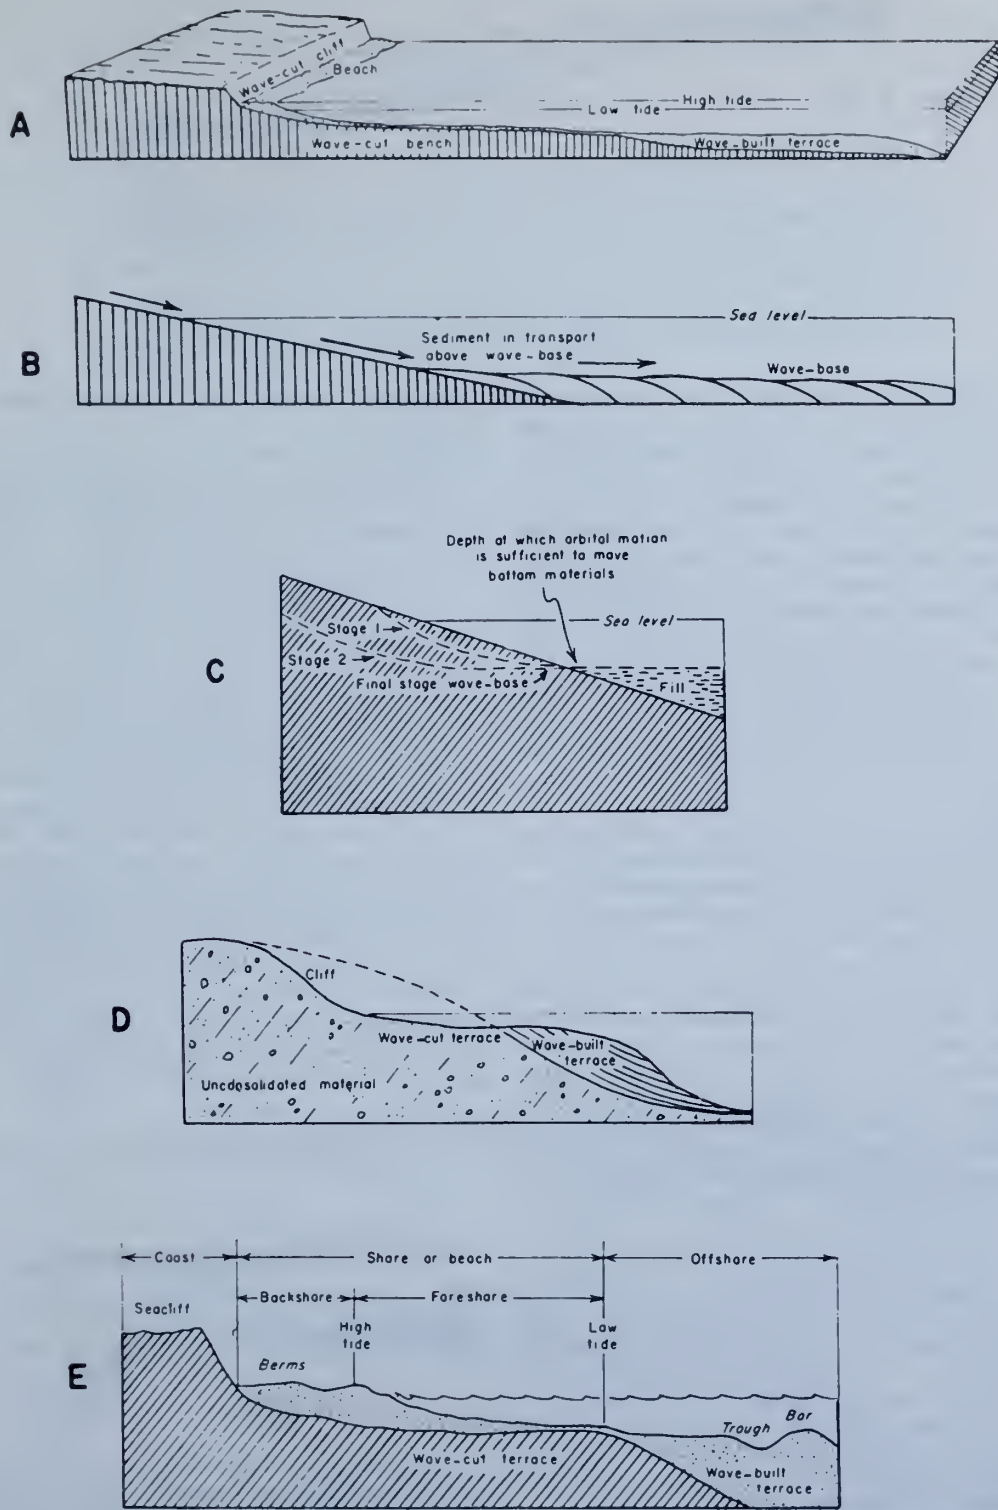 A
Wave-cut cliff
Beach
High tide
Low tide
Wave-cut bench
Wave-built terrace
B
Sea level
Sediment in transport
above wave-base
Wave-base
C
Depth at which orbital motion
is sufficient to move
bottom materials
Sea level
Stage 1
Stage 2
Final stage wave-base
Fill
D
Cliff
Wave-cut terrace
Wave-built
terrace
Uncosolidated material
E
Coast
Shore or beach
Offshore
Backshore
Foreshore
Seacliff
High
tide
Low
tide
Berms
Trough
Bar
Wave-cut terrace
Wave-built
terrace